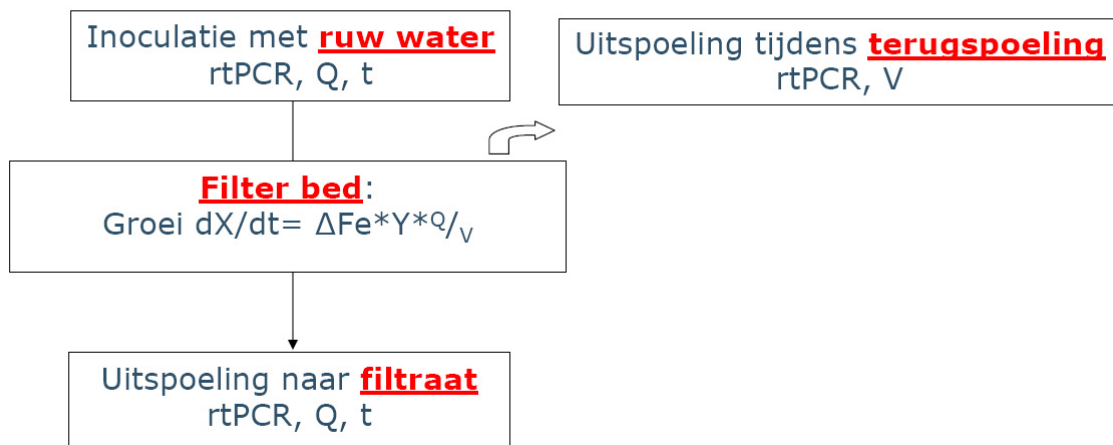 Inoculatie met ruw water
rtPCR, Q, t
Uitspoeling tijdens terugspoeling
rtPCR, V
Filter bed:
Groei dX/dt= ΔFe*Y*Q/V
Uitspoeling naar filtraat
rtPCR, Q, t